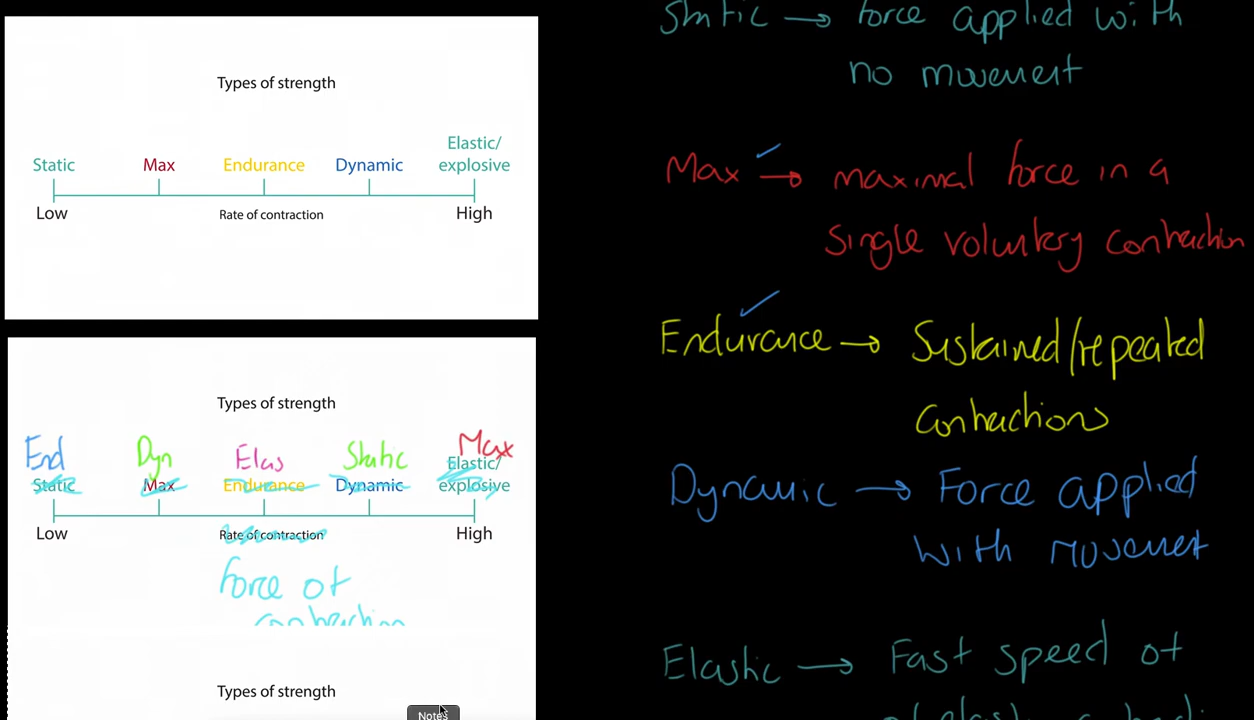 Types of strength
Elastic/
Static Max Endurance Dynamic explosive
Low Rate of contraction High
Types of strength
End Dyn Elas Static Max
Elastic/
Static Max Endurance Dynamic explosive
Low Rate of contraction High
Force of
contraction
Types of strength
Notes
Static → Force applied with
no movement
Max → maximal force in a
single voluntary contraction
Endurance → Sustained/repeated
contractions
Dynamic → Force applied
with movement
Elastic → Fast speed of